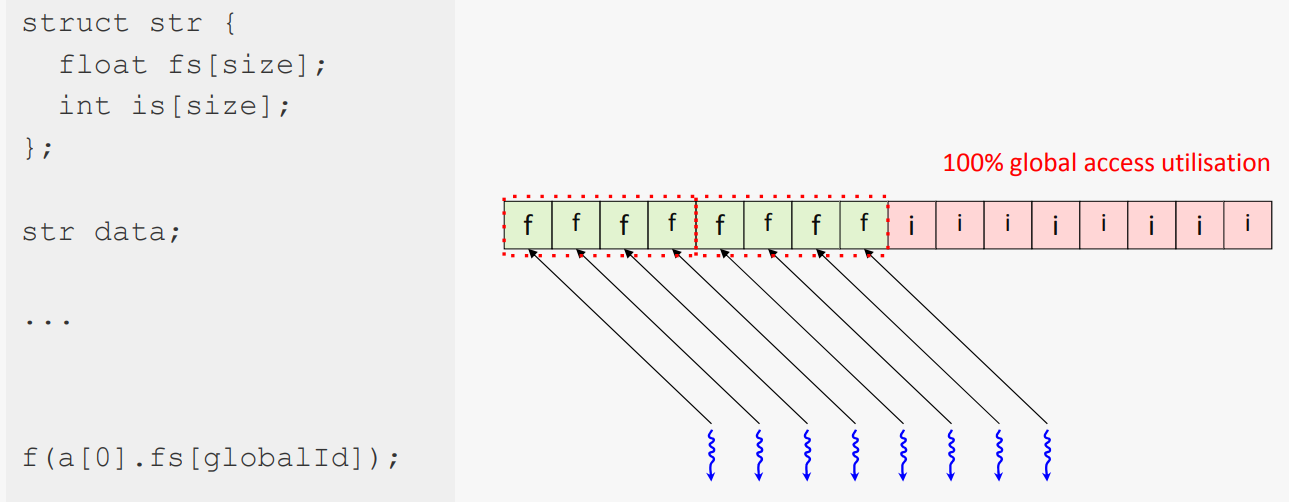 struct str {
float fs[size];
int is[size];
};
str data;
...
f(a[0].fs[globalId]);
100% global access utilisation
f f f f f f f f i i i i i i i i